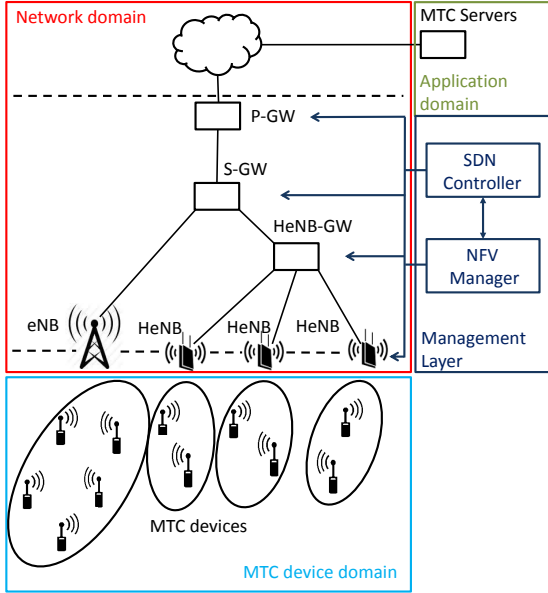 Network domain
MTC Servers
Application
domain
P-GW
S-GW
SDN
Controller
HeNB-GW
NFV
Manager
eNB
HeNB
HeNB
HeNB
Management
Layer
MTC devices
MTC device domain